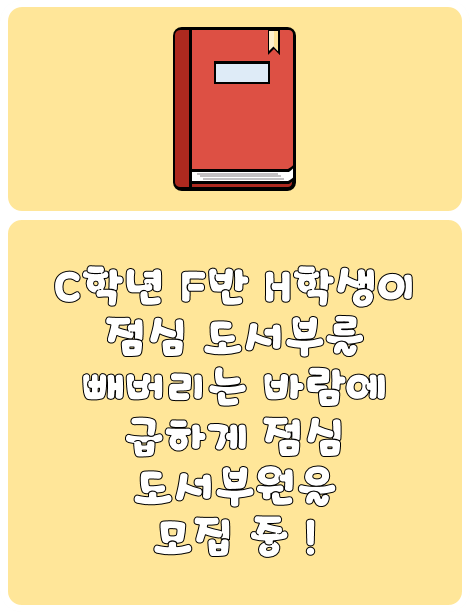 C학년 F반 H학생이
점심 도서부를
빼버리는 바람에
급하게 점심
도서부원을
모집 중 !